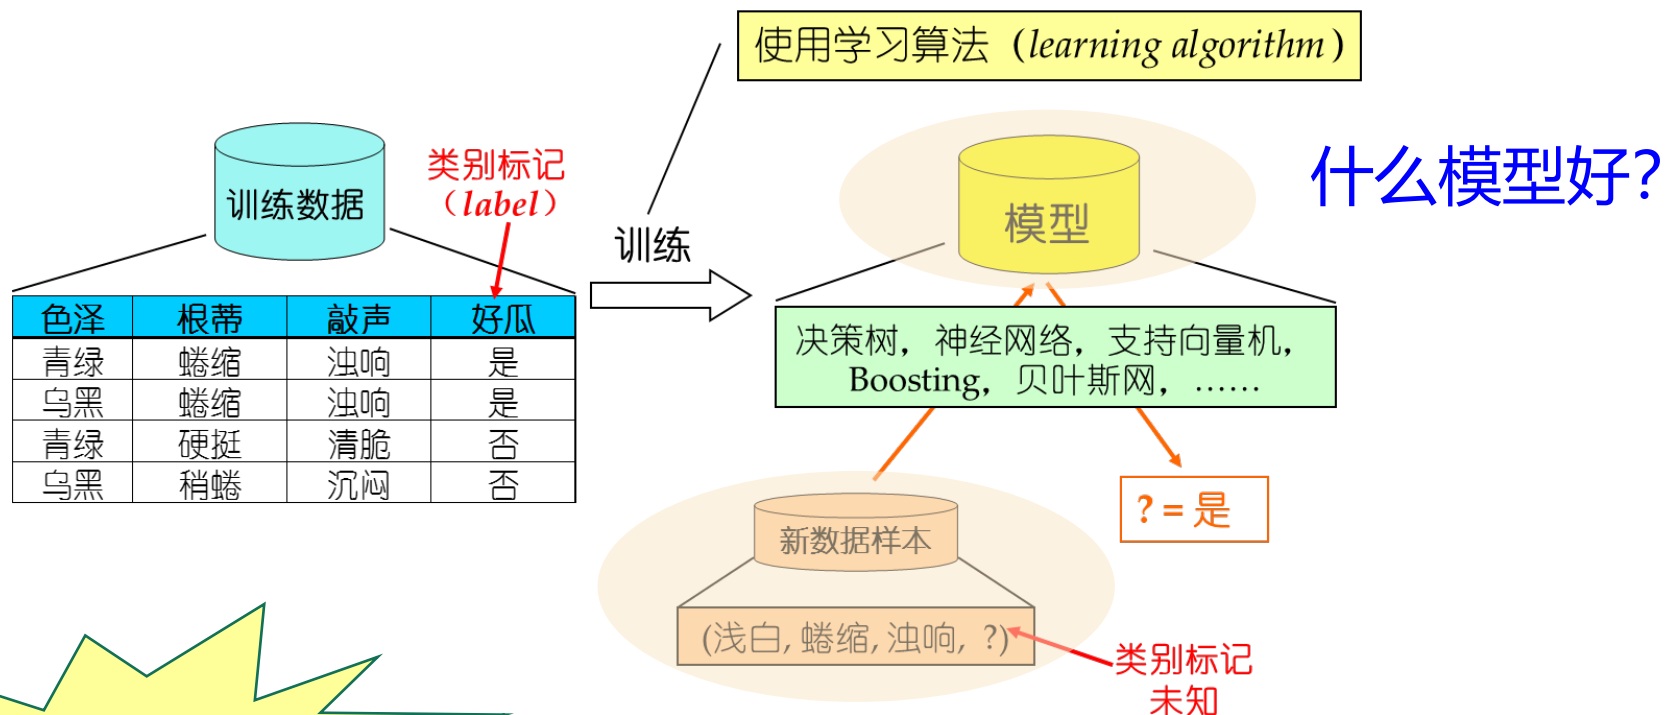 使用学习算法（learning algorithm）
什么模型好?
训练数据
类别标记
（label）
训练
模型
色泽 根蒂 敲声 好瓜
青绿 蜷缩 浊响 是
乌黑 蜷缩 浊响 是
青绿 硬挺 清脆 否
乌黑 稍蜷 沉闷 否
决策树，神经网络，支持向量机，
Boosting，贝叶斯网，……
? = 是
新数据样本
(浅白, 蜷缩, 浊响, ?)
类别标记
未知